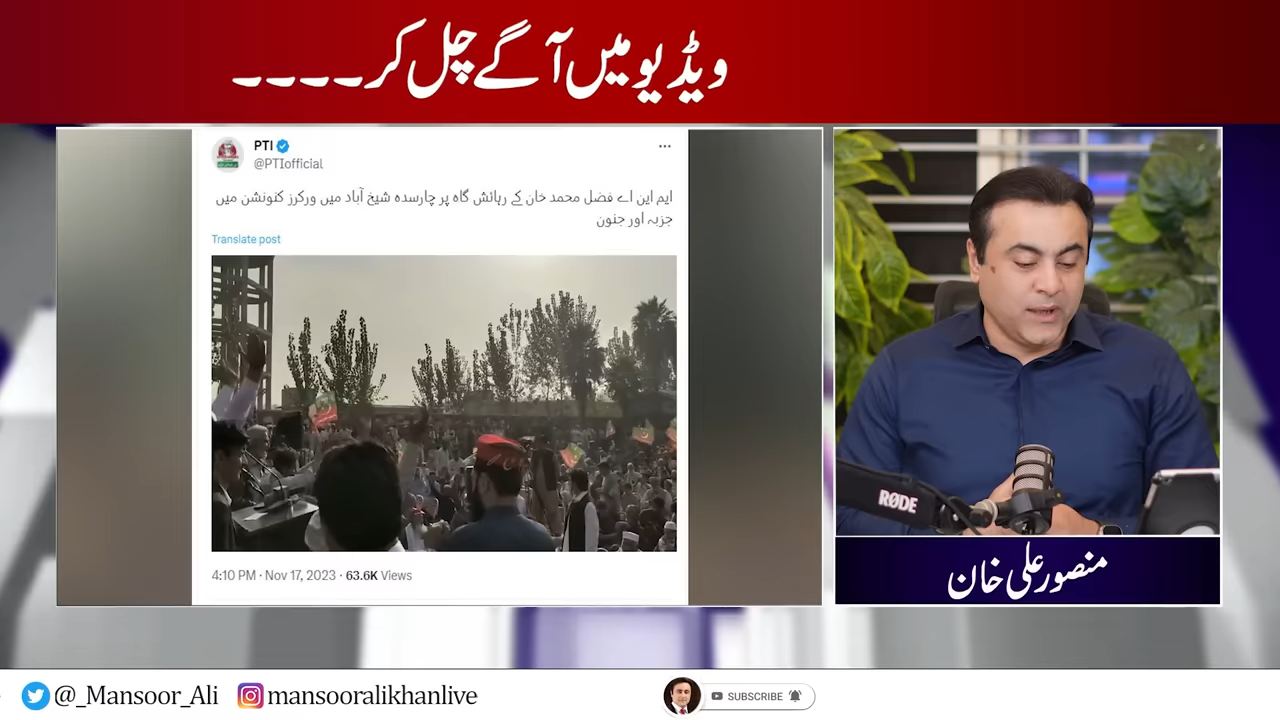 ویڈیو میں آگے چل کر ۔۔۔۔
PTI
@PTIofficial
ایم این اے فضل محمد خان کے رہائش گاہ پر چارسدہ شیخ آباد میں ورکرز کنونشن میں
جزبہ اور جنون
Translate post
4:10 PM · Nov 17, 2023 · 63.6K Views
RØDE
منصور علی خان
@_Mansoor_Ali
mansooralikhanlive
SUBSCRIBE